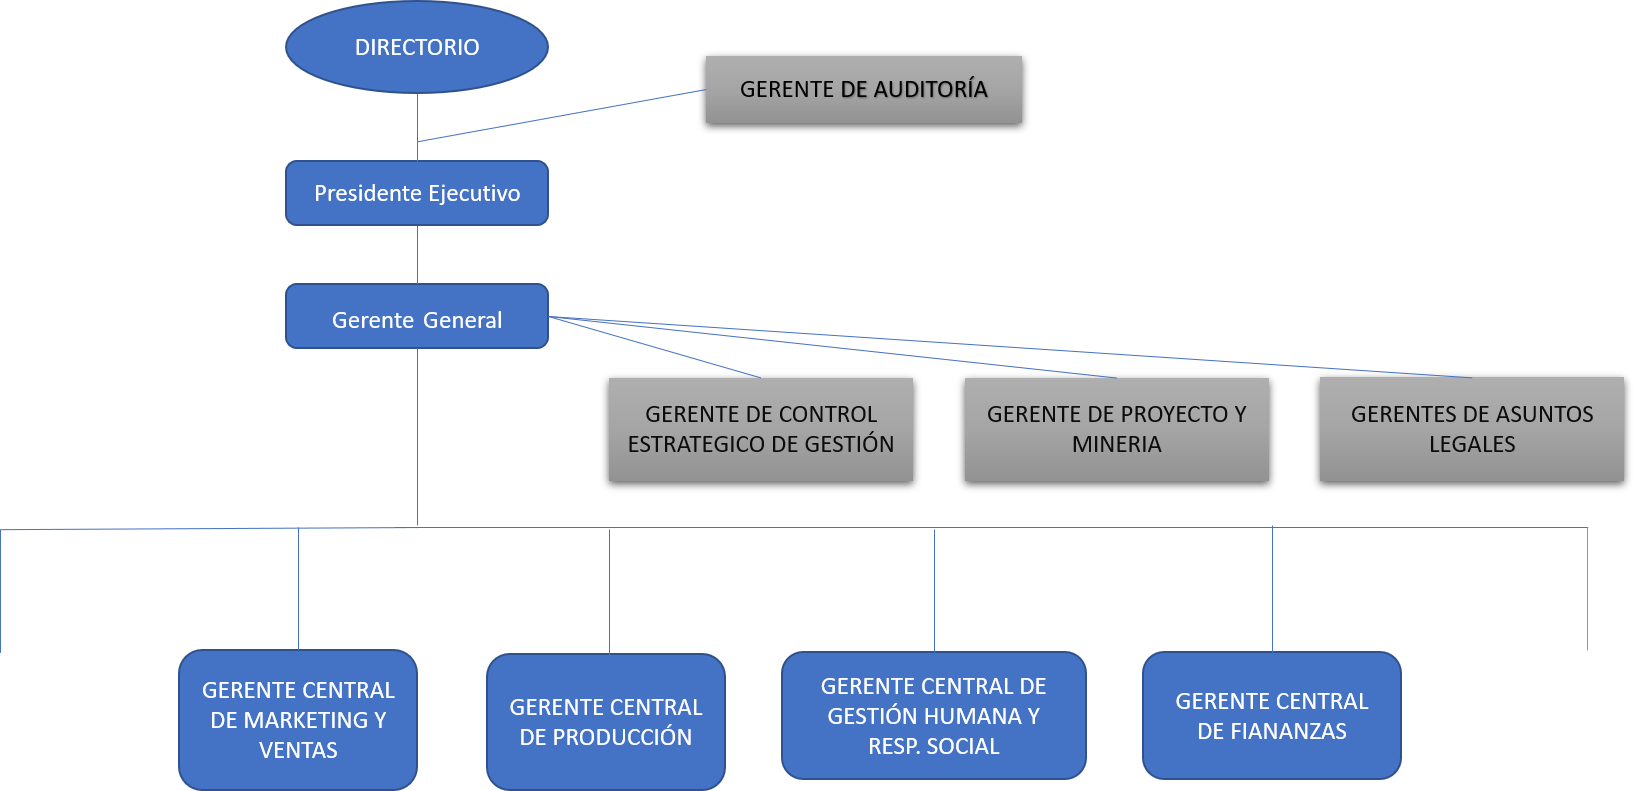 DIRECTORIO
GERENTE DE AUDITORÍA
Presidente Ejecutivo
Gerente General
GERENTE DE CONTROL
ESTRATEGICO DE GESTIÓN
GERENTE DE PROYECTO Y
MINERIA
GERENTES DE ASUNTOS
LEGALES
GERENTE CENTRAL
DE MARKETING Y
VENTAS
GERENTE CENTRAL
DE PRODUCCIÓN
GERENTE CENTRAL DE
GESTIÓN HUMANA Y
RESP. SOCIAL
GERENTE CENTRAL
DE FIANANZAS